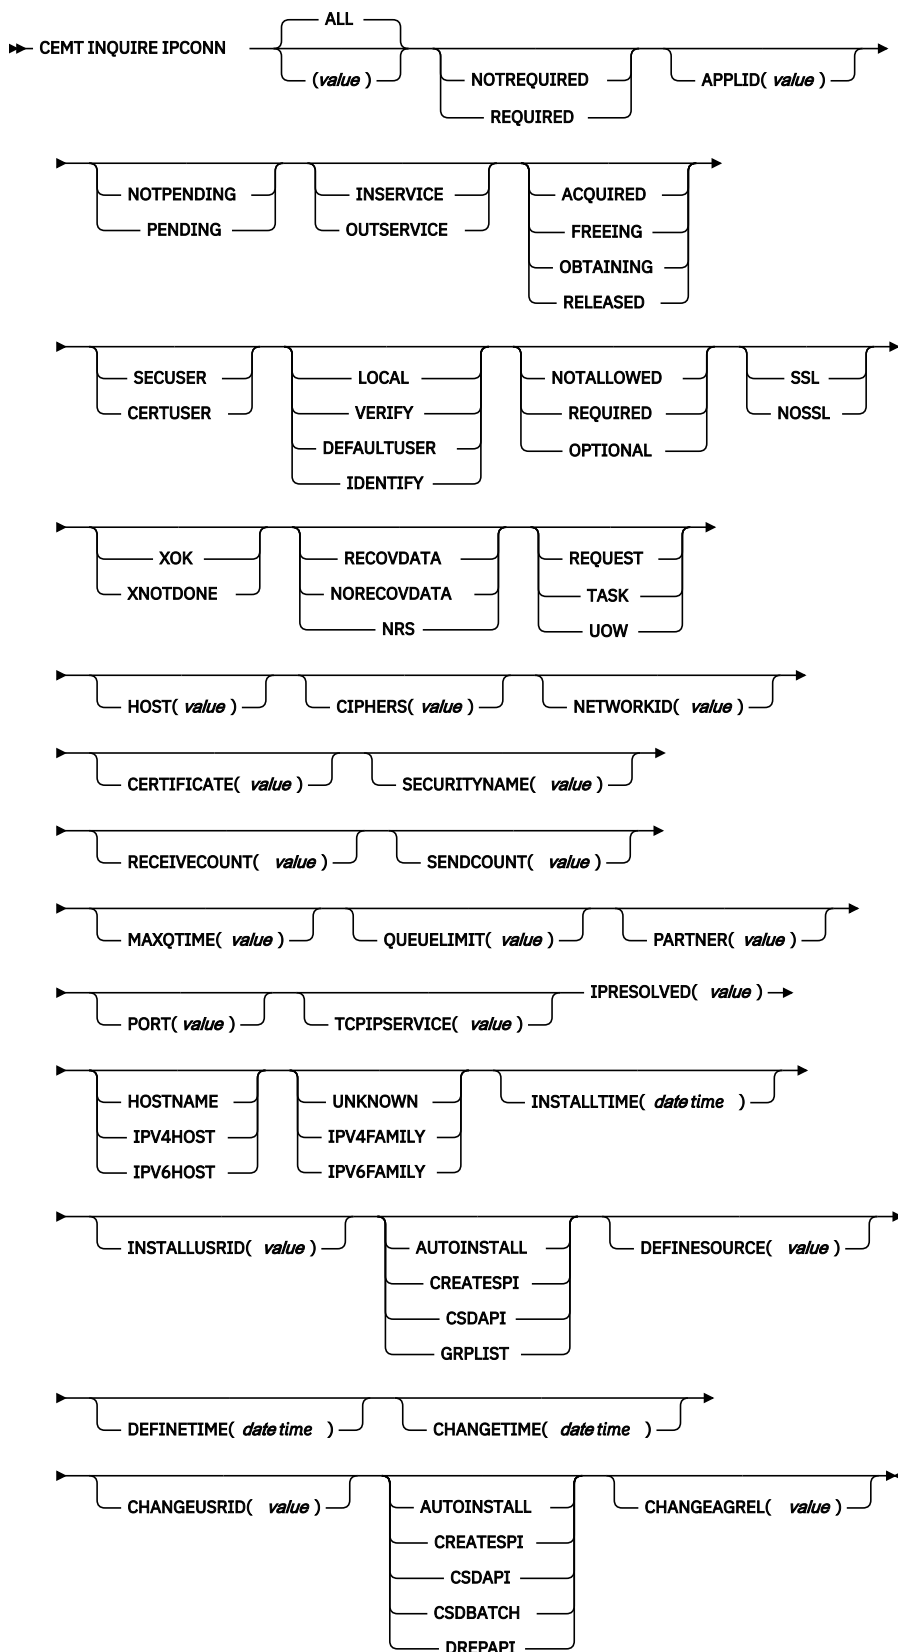 ALL
CEMT INQUIRE IPCONN
(value)
NOTREQUIRED
REQUIRED
APPLID( value )
NOTPENDING
PENDING
INSERVICE
OUTSERVICE
ACQUIRED
FREEING
OBTAINING
RELEASED
SECUSER
CERTUSER
LOCAL
VERIFY
DEFAULTUSER
IDENTIFY
NOTALLOWED
REQUIRED
OPTIONAL
SSL
NOSSL
XOK
XNOTDONE
RECOVDATA
NORECOVDATA
NRS
REQUEST
TASK
UOW
HOST( value )
CIPHERS( value )
NETWORKID( value )
CERTIFICATE( value )
SECURITYNAME( value )
RECEIVECOUNT( value )
SENDCOUNT( value )
MAXQTIME( value )
QUEUELIMIT( value )
PARTNER( value )
PORT( value )
TCPIPSERVICE( value )
IPRESOLVED( value )
HOSTNAME
IPV4HOST
IPV6HOST
UNKNOWN
IPV4FAMILY
IPV6FAMILY
INSTALLTIME( date time )
INSTALLUSRID( value )
AUTOINSTALL
CREATESPI
CSDAPI
GRPLIST
DEFINESOURCE( value )
DEFINETIME( date time )
CHANGETIME( date time )
CHANGEUSRID( value )
AUTOINSTALL
CREATESPI
CSDAPI
CSDBATCH
DREPAPI
CHANGEAGREL( value )